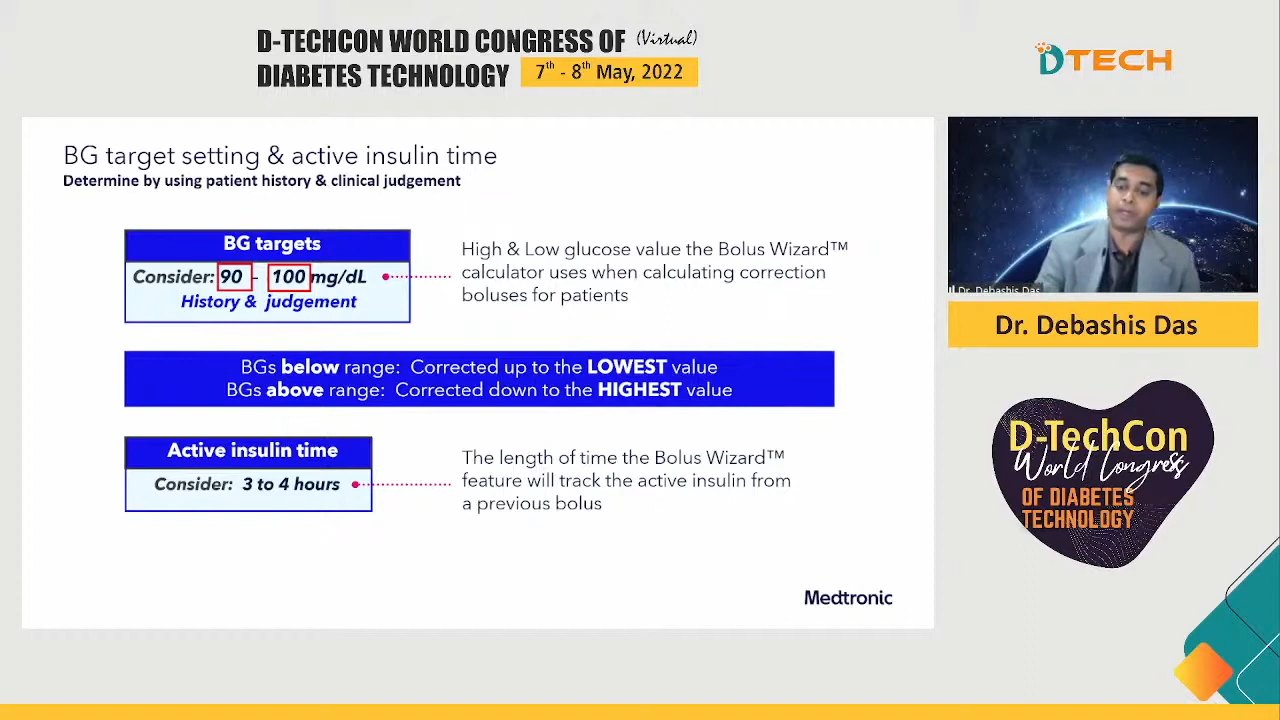 D-TECHCON WORLD CONGRESS OF (Virtual)
DIABETES TECHNOLOGY 7th - 8th May, 2022
DTECH
BG target setting & active insulin time
Determine by using patient history & clinical judgement
BG targets
Consider: 90 - 100 mg/dL
History & judgement
High & Low glucose value the Bolus Wizard™
calculator uses when calculating correction
boluses for patients
BGs below range: Corrected up to the LOWEST value
BGs above range: Corrected down to the HIGHEST value
Active insulin time
Consider: 3 to 4 hours
The length of time the Bolus Wizard™
feature will track the active insulin from
a previous bolus
Medtronic
Dr. Debashis Das
Dr. Debashis Das
D-TechCon
World Congress
OF DIABETES
TECHNOLOGY